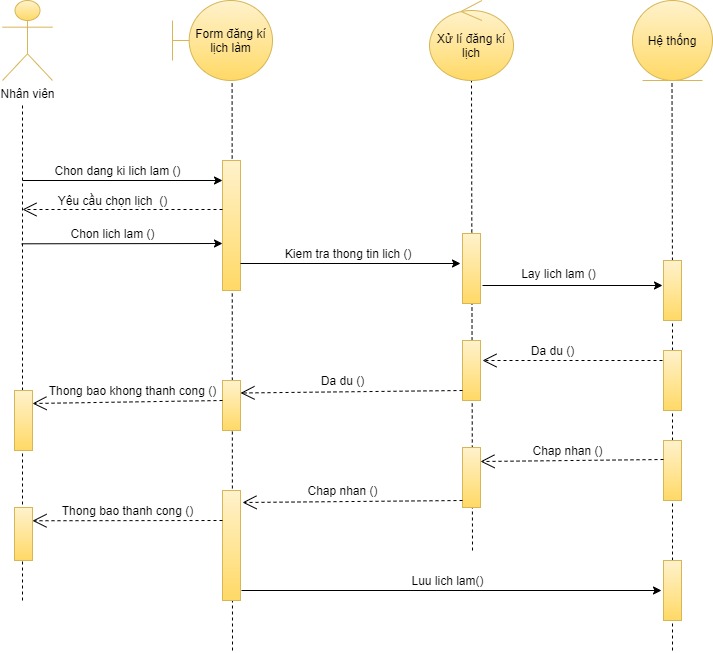 Form đăng kí
lịch làm
Xử lí đăng kí
lịch
Hệ thống
Nhân viên
Chon dang ki lich lam ()
Yêu cầu chọn lịch ()
Chon lich lam ()
Kiem tra thong tin lich ()
Lay lich lam ()
Da du ()
Da du ()
Thong bao khong thanh cong ()
Chap nhan ()
Chap nhan ()
Thong bao thanh cong ()
Luu lich lam()